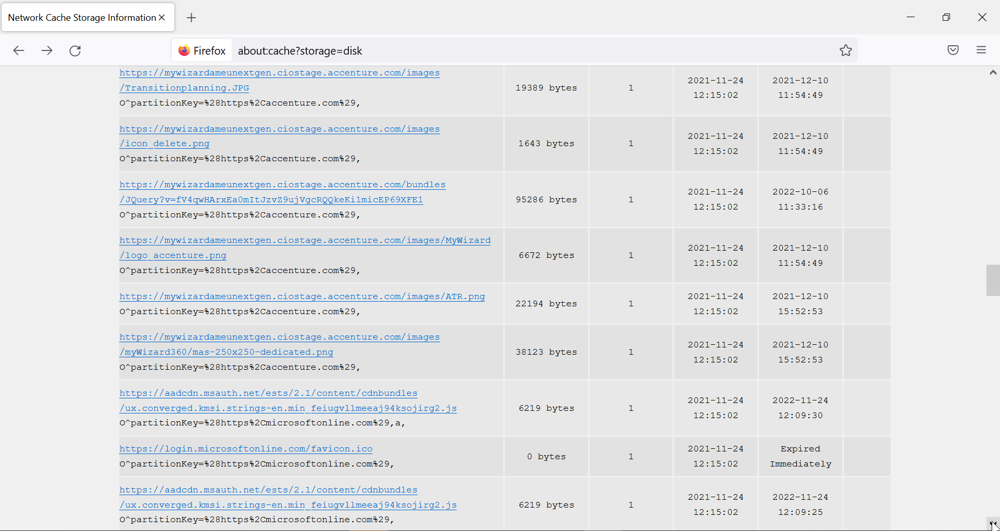 Network Cache Storage Information
Firefox about:cache?storage=disk
https://mywizardameunextgen.ciostage.accenture.com/images
/Transitionplanning.JPG
O^partitionKey=%28https%2Caccenture.com%29,
19389 bytes
1
2021-11-24
12:15:02
2021-12-10
11:54:49
https://mywizardameunextgen.ciostage.accenture.com/images
/icon_delete.png
O^partitionKey=%28https%2Caccenture.com%29,
1643 bytes
1
2021-11-24
12:15:02
2021-12-10
11:54:49
https://mywizardameunextgen.ciostage.accenture.com/bundles
/JQuery?v=fV4qwHArxEa0mItJzvZ9ujVgcRQQkeKi1micEP69XFE1
O^partitionKey=%28https%2Caccenture.com%29,
95286 bytes
1
2021-11-24
12:15:02
2022-10-06
11:33:16
https://mywizardameunextgen.ciostage.accenture.com/images/MyWizard
/logo_accenture.png
O^partitionKey=%28https%2Caccenture.com%29,
6672 bytes
1
2021-11-24
12:15:02
2021-12-10
11:54:49
https://mywizardameunextgen.ciostage.accenture.com/images/ATR.png
O^partitionKey=%28https%2Caccenture.com%29,
22194 bytes
1
2021-11-24
12:15:02
2021-12-10
15:52:53
https://mywizardameunextgen.ciostage.accenture.com/images
/myWizard360/mas-250x250-dedicated.png
O^partitionKey=%28https%2Caccenture.com%29,
38123 bytes
1
2021-11-24
12:15:02
2021-12-10
15:52:53
https://aadcdn.msauth.net/ests/2.1/content/cdnbundles
/ux.converged.kmsi.strings-en.min_feiugvllmeeaj94ksojirg2.js
O^partitionKey=%28https%2Cmicrosoftonline.com%29,a,
6219 bytes
1
2021-11-24
12:15:02
2022-11-24
12:09:30
https://login.microsoftonline.com/favicon.ico
O^partitionKey=%28https%2Cmicrosoftonline.com%29,
0 bytes
1
2021-11-24
12:15:02
Expired
Immediately
https://aadcdn.msauth.net/ests/2.1/content/cdnbundles
/ux.converged.kmsi.strings-en.min_feiugvllmeeaj94ksojirg2.js
O^partitionKey=%28https%2Cmicrosoftonline.com%29,
6219 bytes
1
2021-11-24
12:15:02
2022-11-24
12:09:25